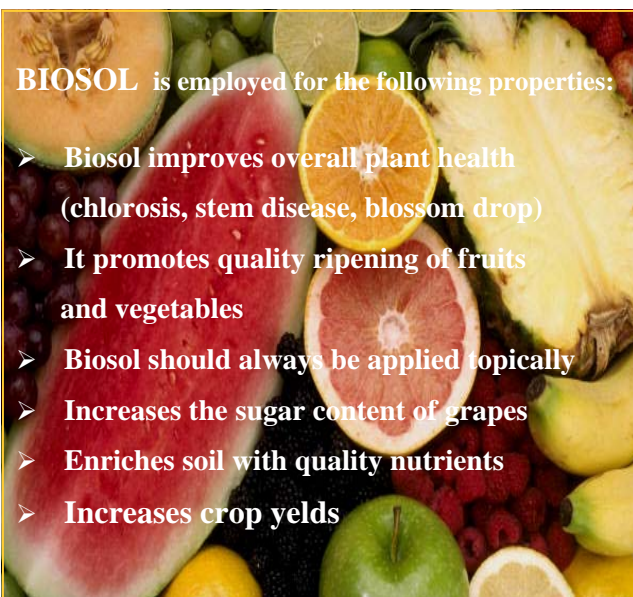 BIOSOL is employed for the following properties:
➢ Biosol improves overall plant health
(chlorosis, stem disease, blossom drop)
➢ It promotes quality ripening of fruits
and vegetables
➢ Biosol should always be applied topically
➢ Increases the sugar content of grapes
➢ Enriches soil with quality nutrients
➢ Increases crop yelds